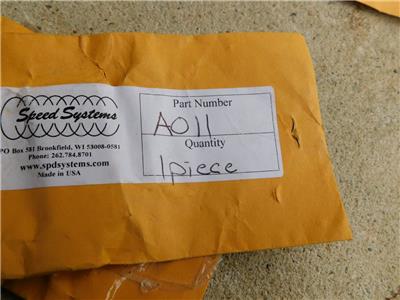 Speed Systems
PO Box 581 Brookfield, WI 53008-0581
Phone: 262.784.8701
www.spdsystems.com
Made in USA
Part Number
A011
Quantity
1piece